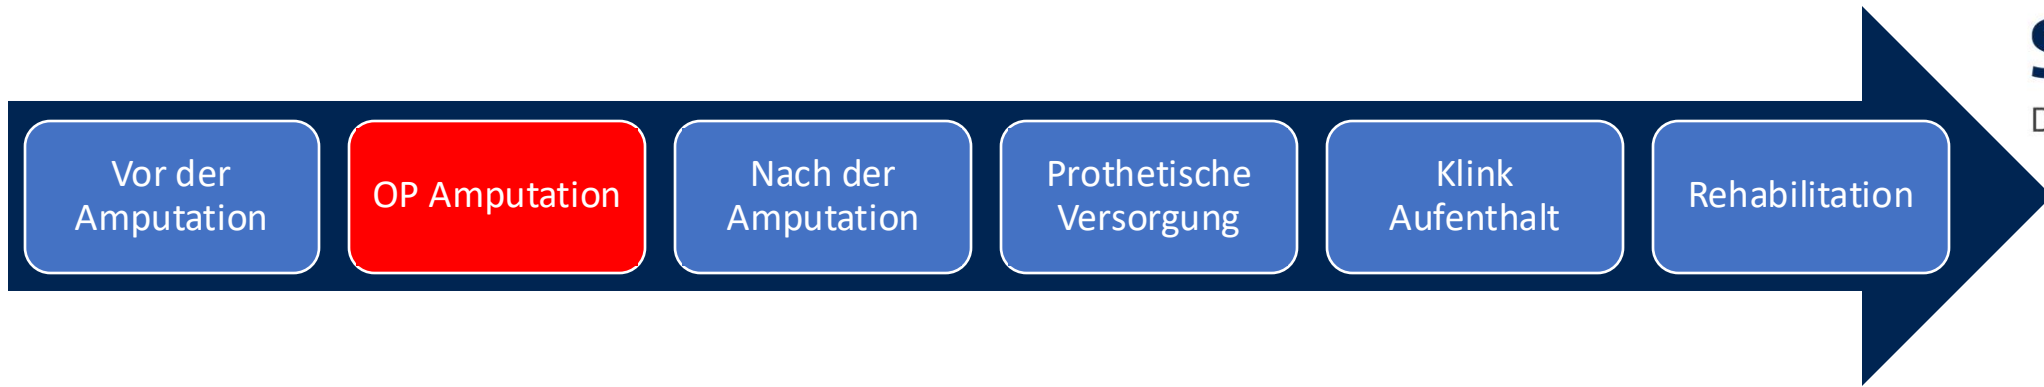 Vor der
Amputation
OP Amputation
Nach der
Amputation
Prothetische
Versorgung
Klink
Aufenthalt
Rehabilitation